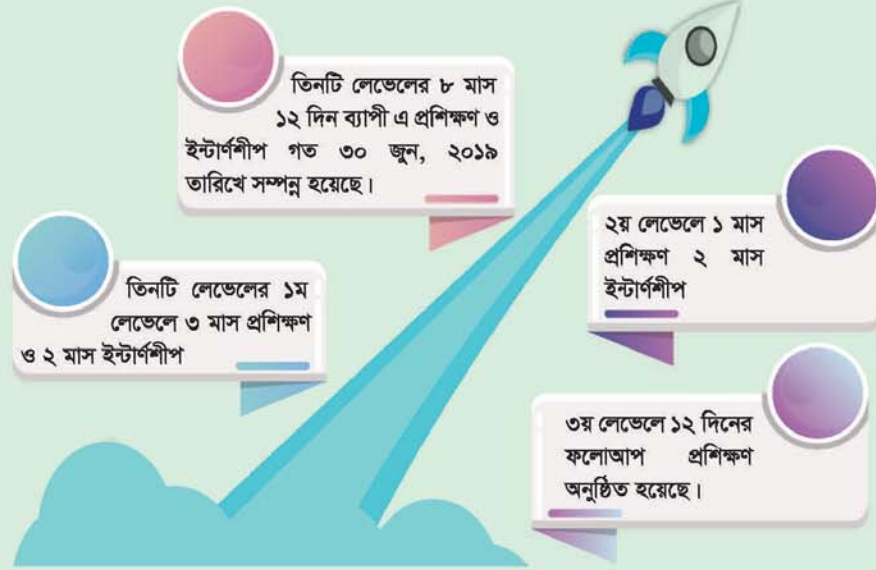 তিনটি লেভেলের ৮ মাস
১২ দিন ব্যাপী এ প্রশিক্ষণ ও
ইন্টার্ণশীপ গত ৩০ জুন, ২০১৯
তারিখে সম্পন্ন হয়েছে।
তিনটি লেভেলের ১ম
লেভেলে ৩ মাস প্রশিক্ষণ
ও ২ মাস ইন্টার্ণশীপ
২য় লেভেলে ১ মাস
প্রশিক্ষণ ২ মাস
ইন্টার্ণশীপ
৩য় লেভেলে ১২ দিনের
ফলোআপ প্রশিক্ষণ
অনুষ্ঠিত হয়েছে।